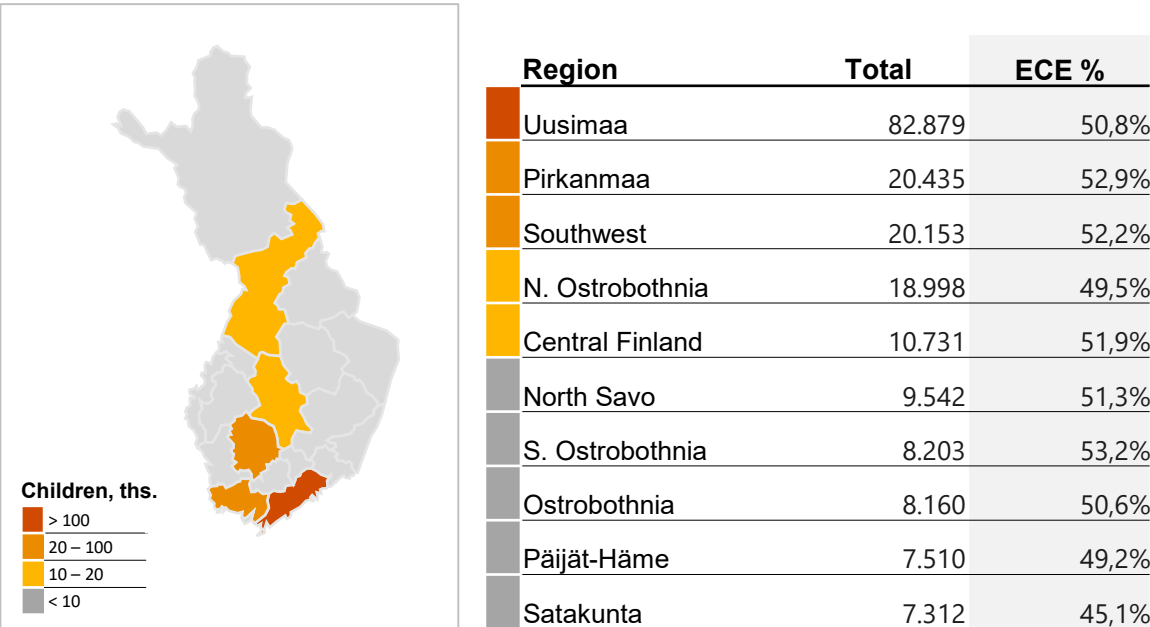 Children, ths.
> 100
20 – 100
10 – 20
< 10
Region Total ECE %
Uusimaa 82.879 50,8%
Pirkanmaa 20.435 52,9%
Southwest 20.153 52,2%
N. Ostrobothnia 18.998 49,5%
Central Finland 10.731 51,9%
North Savo 9.542 51,3%
S. Ostrobothnia 8.203 53,2%
Ostrobothnia 8.160 50,6%
Päijät-Häme 7.510 49,2%
Satakunta 7.312 45,1%